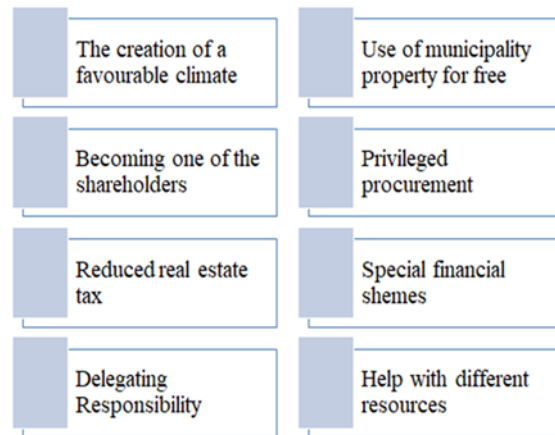 The creation of a
favourable climate
Use of municipality
property for free
Becoming one of the
shareholders
Privileged
procurement
Reduced real estate
tax
Special financial
shemes
Delegating
Responsibility
Help with different
resources